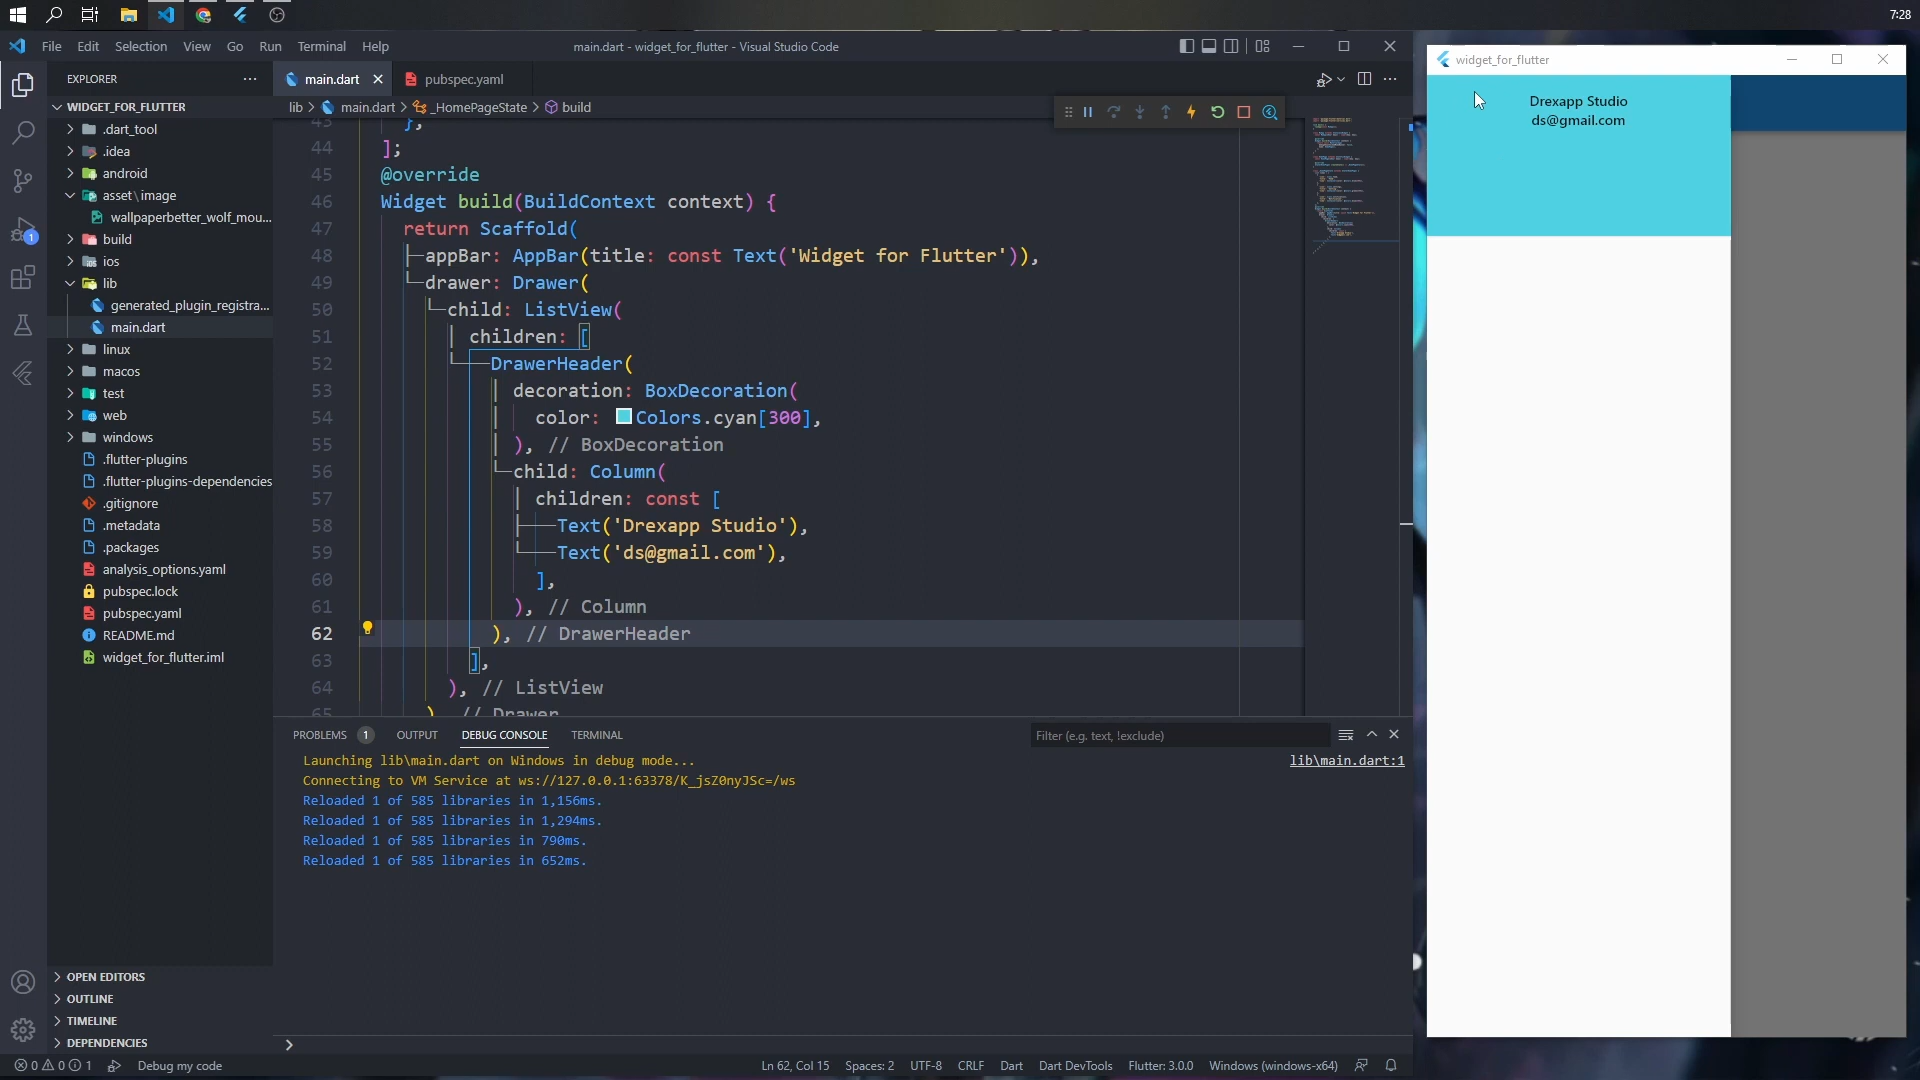 7:28
File Edit Selection View Go Run Terminal Help
main.dart - widget_for_flutter - Visual Studio Code
EXPLORER
WIDGET_FOR_FLUTTER
.dart_tool
.idea
android
asset\image
wallpaperbetter_wolf_mou...
build
ios
lib
generated_plugin_registra...
main.dart
linux
macos
test
web
windows
.flutter-plugins
.flutter-plugins-dependencies
.gitignore
.metadata
.packages
analysis_options.yaml
pubspec.lock
pubspec.yaml
README.md
widget_for_flutter.iml
OPEN EDITORS
OUTLINE
TIMELINE
DEPENDENCIES
main.dart
pubspec.yaml
lib > main.dart > _HomePageState > build
43 },
44 ];
45 @override
46 Widget build(BuildContext context) {
47 return Scaffold(
48 appBar: AppBar(title: const Text('Widget for Flutter')),
49 drawer: Drawer(
50 child: ListView(
51 children: [
52 DrawerHeader(
53 decoration: BoxDecoration(
54 color: Colors.cyan[300],
55 ), // BoxDecoration
56 child: Column(
57 children: const [
58 Text('Drexapp Studio'),
59 Text('ds@gmail.com'),
60 ],
61 ), // Column
62 ), // DrawerHeader
63 ],
64 ), // ListView
65 ), // Drawer
PROBLEMS 1 OUTPUT DEBUG CONSOLE TERMINAL
Filter (e.g. text, !exclude)
Launching lib\main.dart on Windows in debug mode...
lib\main.dart:1
Connecting to VM Service at ws://127.0.0.1:63378/K_jsZ0nyJSc=/ws
Reloaded 1 of 585 libraries in 1,156ms.
Reloaded 1 of 585 libraries in 1,294ms.
Reloaded 1 of 585 libraries in 790ms.
Reloaded 1 of 585 libraries in 652ms.
0 0 1 Debug my code
Ln 62, Col 15 Spaces: 2 UTF-8 CRLF Dart Dart DevTools Flutter: 3.0.0 Windows (windows-x64)
widget_for_flutter
Drexapp Studio
ds@gmail.com
1